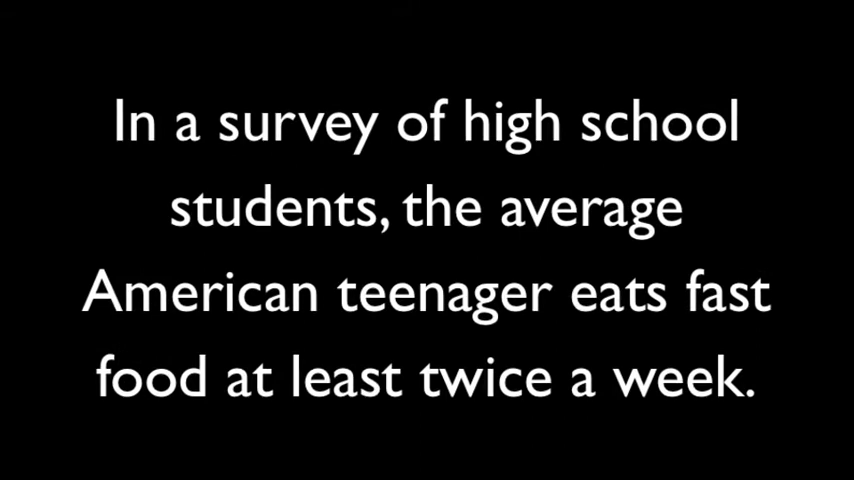 In a survey of high school
students, the average
American teenager eats fast
food at least twice a week.